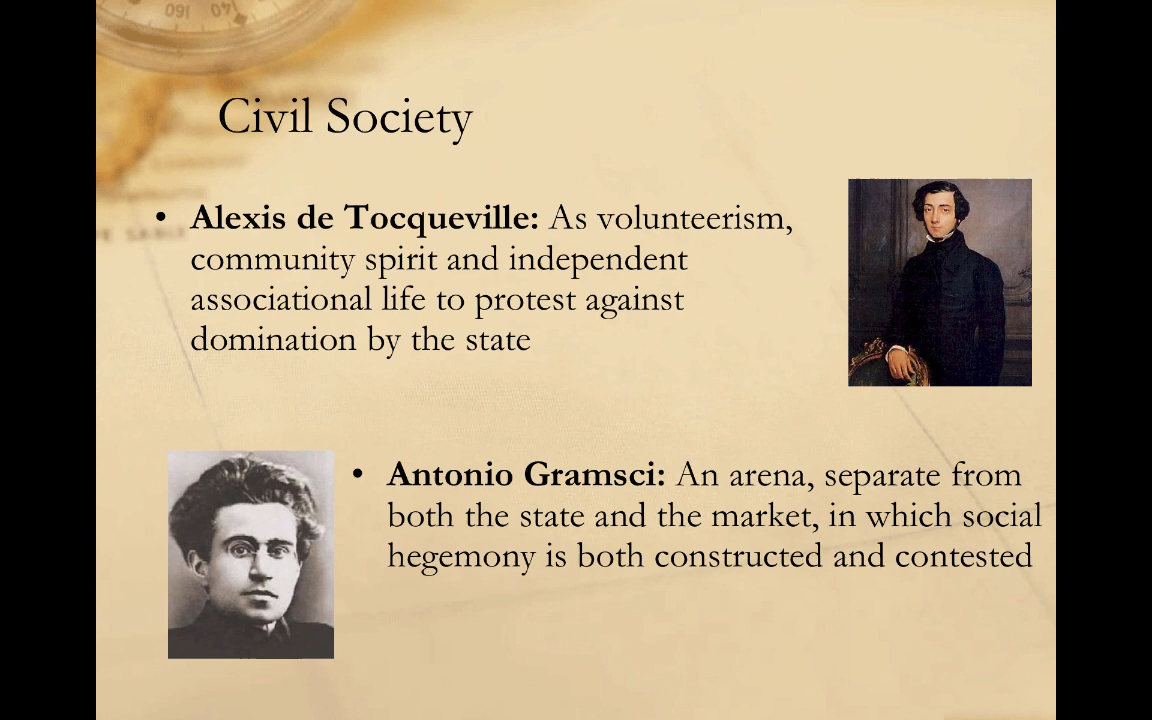 Civil Society
• Alexis de Tocqueville: As volunteerism,
community spirit and independent
associational life to protest against
domination by the state
• Antonio Gramsci: An arena, separate from
both the state and the market, in which social
hegemony is both constructed and contested